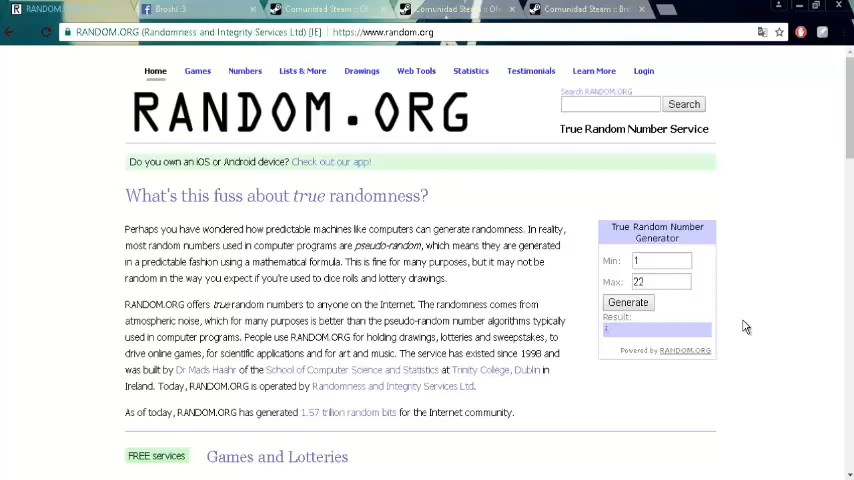 RANDOM.ORG
Broshl :3
Comunidad Steam :: Of
Comunidad Steam :: Ofe
Comunidad Steam :: Bro
RANDOM.ORG (Randomness and Integrity Services Ltd) [IE] https://www.random.org
Home Games Numbers Lists & More Drawings Web Tools Statistics Testimonials Learn More Login
RANDOM.ORG
Search RANDOM.ORG
Search
True Random Number Service
Do you own an iOS or Android device? Check out our app!
What's this fuss about true randomness?
Perhaps you have wondered how predictable machines like computers can generate randomness. In reality,
most random numbers used in computer programs are pseudo-random, which means they are generated
in a predictable fashion using a mathematical formula. This is fine for many purposes, but it may not be
random in the way you expect if you're used to dice rolls and lottery drawings.
RANDOM.ORG offers true random numbers to anyone on the Internet. The randomness comes from
atmospheric noise, which for many purposes is better than the pseudo-random number algorithms typically
used in computer programs. People use RANDOM.ORG for holding drawings, lotteries and sweepstakes, to
drive online games, for scientific applications and for art and music. The service has existed since 1998 and
was built by Dr Mads Haahr of the School of Computer Science and Statistics at Trinity College, Dublin in
Ireland. Today, RANDOM.ORG is operated by Randomness and Integrity Services Ltd.
As of today, RANDOM.ORG has generated 1.57 trillion random bits for the Internet community.
True Random Number
Generator
Min: 1
Max: 22
Generate
Result:
Powered by RANDOM.ORG
FREE services
Games and Lotteries